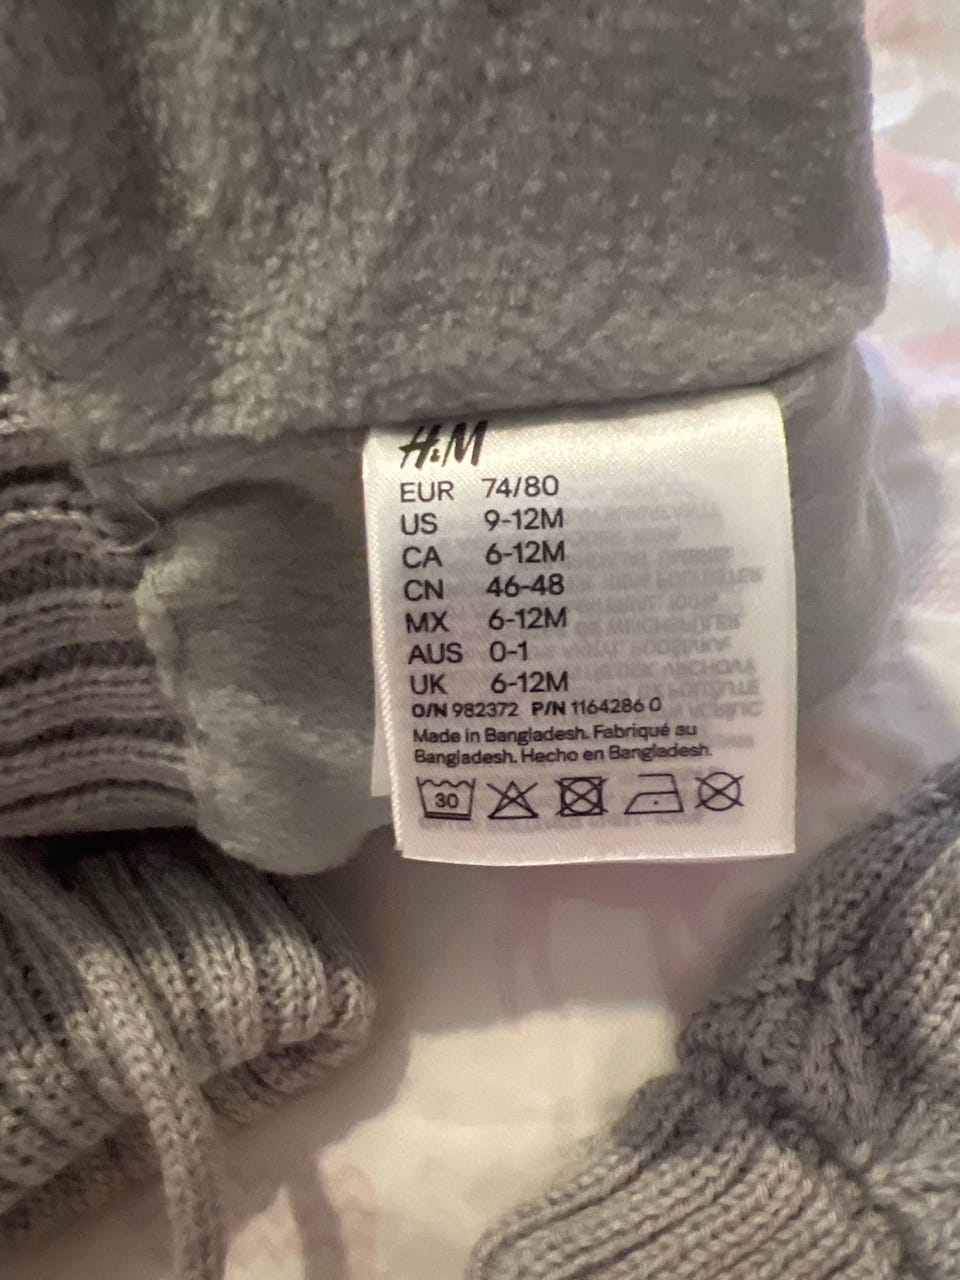 H&M
EUR 74/80
US 9-12M
CA 6-12M
CN 46-48
MX 6-12M
AUS 0-1
UK 6-12M
O/N 982372 P/N 1164286 0
Made in Bangladesh. Fabriqué au
Bangladesh. Hecho en Bangladesh.
30